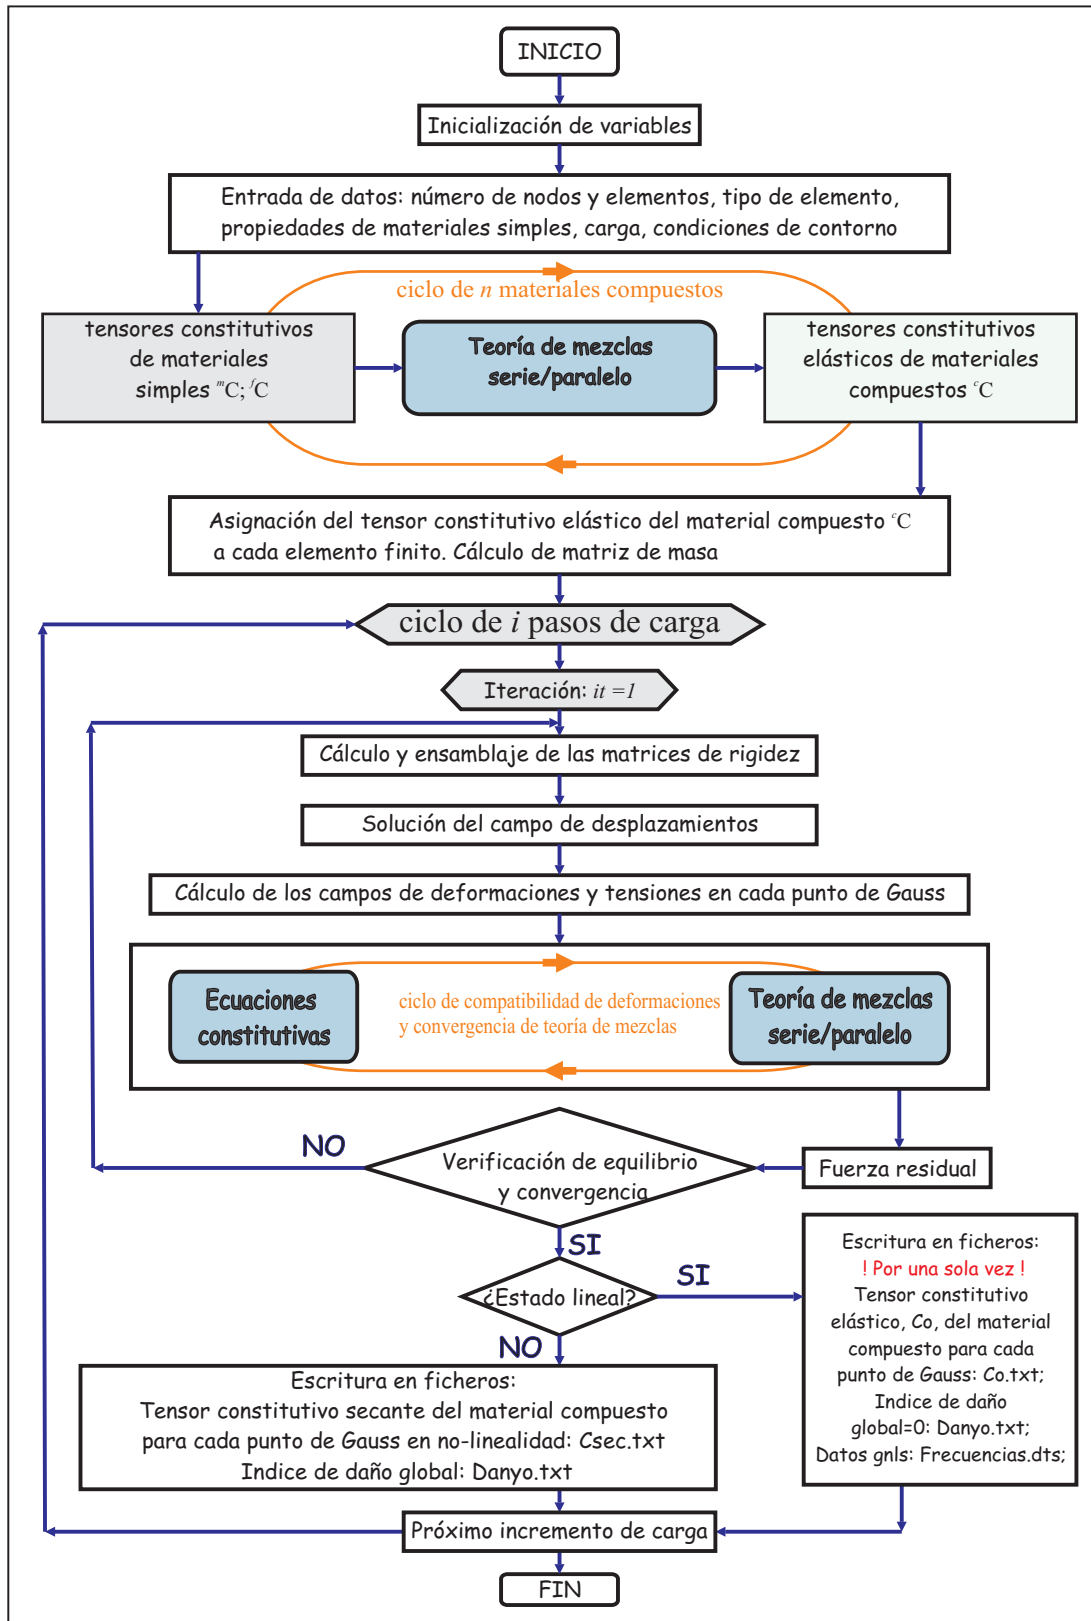 INICIO
Inicialización de variables
Entrada de datos: número de nodos y elementos, tipo de elemento,
propiedades de materiales simples, carga, condiciones de contorno
ciclo de n materiales compuestos
tensores constitutivos
de materiales
simples ᵐC; ᶠC
Teoría de mezclas
serie/paralelo
tensores constitutivos
elásticos de materiales
compuestos ᶜC
Asignación del tensor constitutivo elástico del material compuesto ᶜC
a cada elemento finito. Cálculo de matriz de masa
ciclo de i pasos de carga
Iteración: it =1
Cálculo y ensamblaje de las matrices de rigidez
Solución del campo de desplazamientos
Cálculo de los campos de deformaciones y tensiones en cada punto de Gauss
Ecuaciones
constitutivas
ciclo de compatibilidad de deformaciones
y convergencia de teoría de mezclas
Teoría de mezclas
serie/paralelo
NO
Verificación de equilibrio
y convergencia
Fuerza residual
SI
¿Estado lineal?
SI
NO
Escritura en ficheros:
! Por una sola vez !
Tensor constitutivo
elástico, Co, del material
compuesto para cada
punto de Gauss: Co.txt;
Indice de daño
global=0: Danyo.txt;
Datos gnls: Frecuencias.dts;
Escritura en ficheros:
Tensor constitutivo secante del material compuesto
para cada punto de Gauss en no-linealidad: Csec.txt
Indice de daño global: Danyo.txt
Próximo incremento de carga
FIN